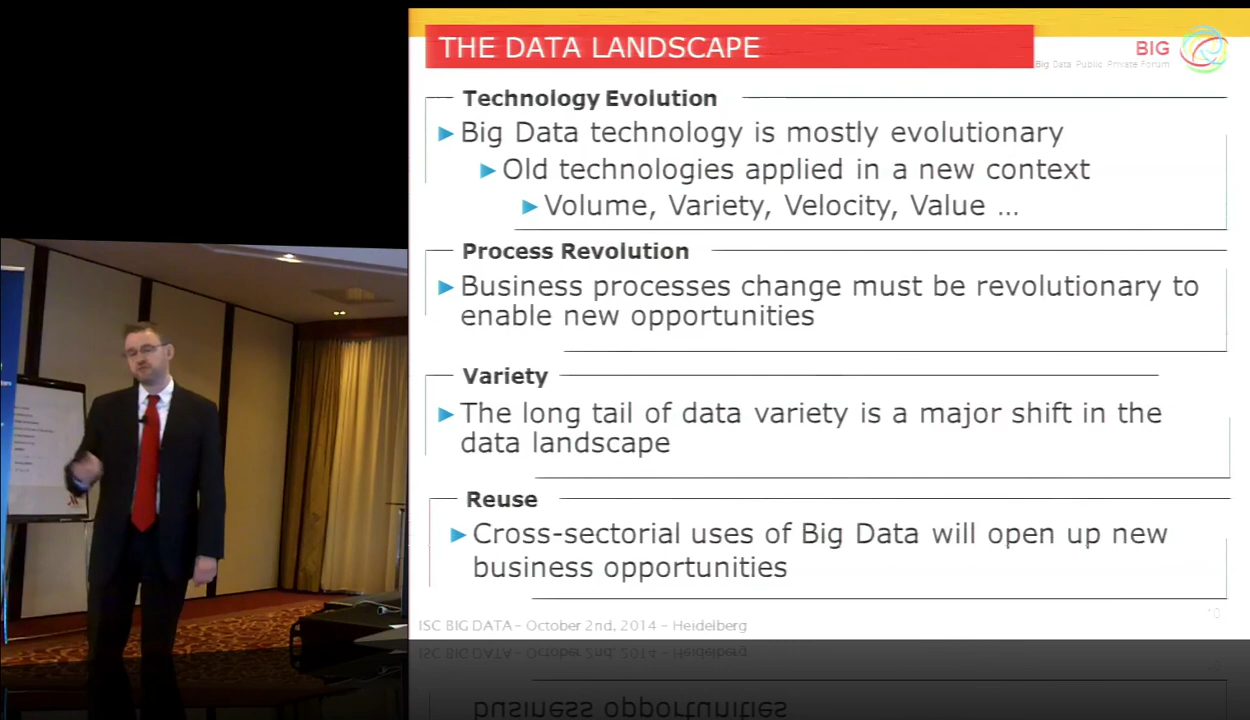 THE DATA LANDSCAPE
BIG
Big Data Public Private Forum
Technology Evolution
Big Data technology is mostly evolutionary
Old technologies applied in a new context
Volume, Variety, Velocity, Value ...
Process Revolution
Business processes change must be revolutionary to
enable new opportunities
Variety
The long tail of data variety is a major shift in the
data landscape
Reuse
Cross-sectorial uses of Big Data will open up new
business opportunities
10
ISC BIG DATA – October 2nd, 2014 – Heidelberg